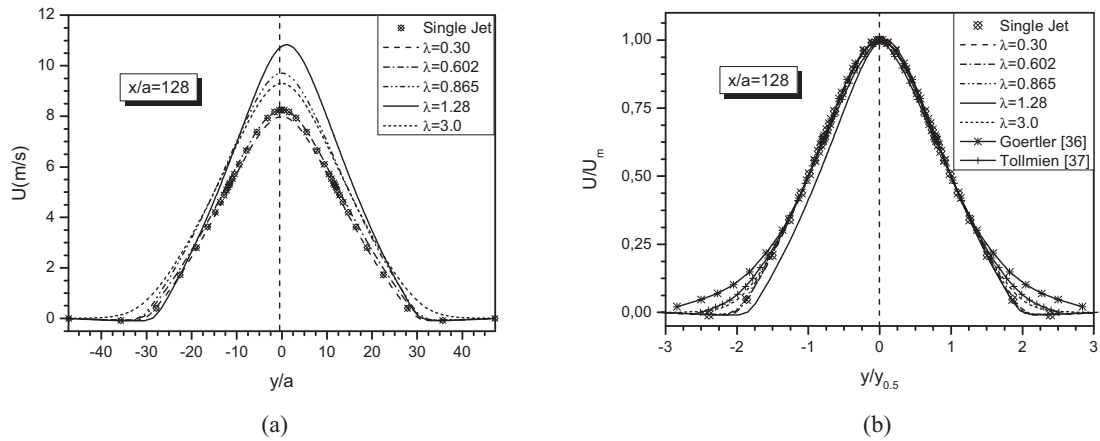 12
10
8
6
4
2
0
U(m/s)
-40 -30 -20 -10 0 10 20 30 40
y/a
x/a=128
Single Jet
λ=0.30
λ=0.602
λ=0.865
λ=1.28
λ=3.0
(a)
1,00
0,75
0,50
0,25
0,00
U/Um
-3 -2 -1 0 1 2 3
y/y0.5
x/a=128
Single Jet
λ=0.30
λ=0.602
λ=0.865
λ=1.28
λ=3.0
Goertler [36]
Tollmien [37]
(b)